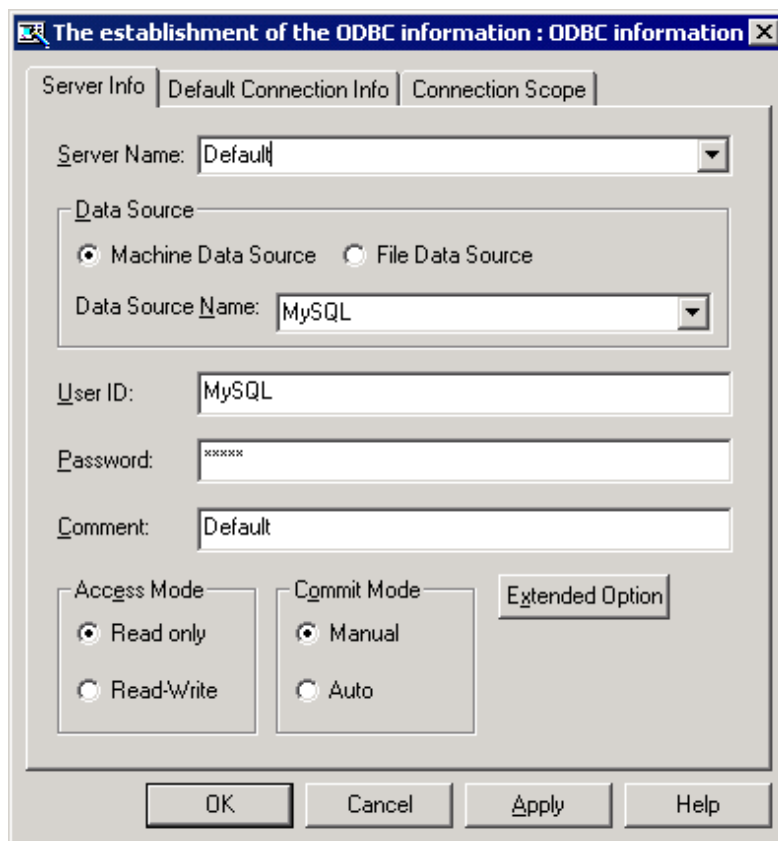 The establishment of the ODBC information : ODBC information
Server Info Default Connection Info Connection Scope
Server Name: Default
Data Source
Machine Data Source File Data Source
Data Source Name: MySQL
User ID: MySQL
Password: *****
Comment: Default
Access Mode Commit Mode Extended Option
Read only Manual
Read-Write Auto
OK Cancel Apply Help